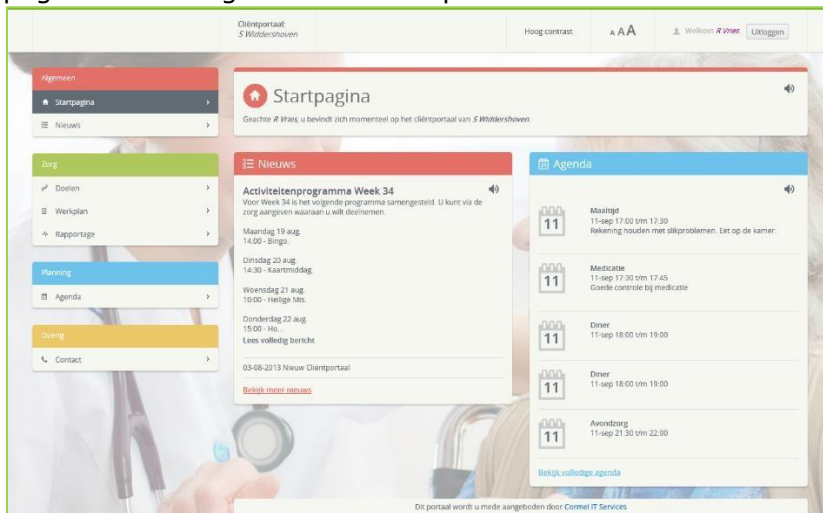 Cliëntportaal:
S Widdershoven
Hoog contrast
A A A
Welkom R Vries
Uitloggen
Algemeen
Startpagina
Nieuws
Zorg
Doelen
Werkplan
Rapportage
Planning
Agenda
Overig
Contact
Startpagina
Geachte R Vries, u bevindt zich momenteel op het cliëntportaal van S Widdershoven
Nieuws
Activiteitenprogramma Week 34
Voor Week 34 is het volgende programma samengesteld. U kunt via de
zorg aangeven waaraan u wilt deelnemen.
Maandag 19 aug.
14:00 - Bingo.
Dinsdag 20 aug.
14:30 - Kaartmiddag.
Woensdag 21 aug.
10:00 - Heilige Mis.
Donderdag 22 aug.
15:00 - Ho...
Lees volledig bericht
03-08-2013 Nieuw Cliëntportaal
Bekijk meer nieuws
Agenda
11
Maaltijd
11-sep 17:00 t/m 17:30
Rekening houden met slikproblemen. Eet op de kamer.
11
Medicatie
11-sep 17:30 t/m 17:45
Goede controle bij medicatie
11
Diner
11-sep 18:00 t/m 19:00
11
Diner
11-sep 18:00 t/m 19:00
11
Avondzorg
11-sep 21:30 t/m 22:00
Bekijk volledige agenda
Dit portaal wordt u mede aangeboden door Cormel IT Services